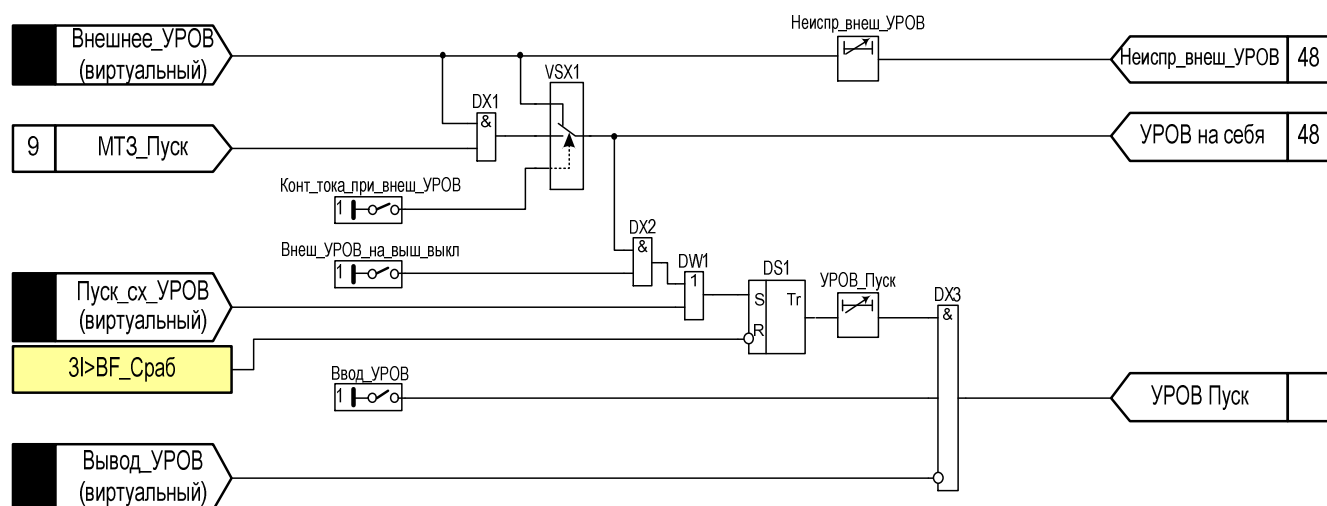 Неиспр_внеш_УРОВ
Внешнее_УРОВ
(виртуальный)
Неиспр_внеш_УРОВ 48
VSX1
DX1
&
9 МТЗ_Пуск
УРОВ на себя 48
Конт_тока_при_внеш_УРОВ
1
DX2
&
Внеш_УРОВ_на_выш_выкл
1
DW1
1
DS1
S Tr
R
УРОВ_Пуск
DX3
&
Пуск_сх_УРОВ
(виртуальный)
3I>BF_Сраб
Ввод_УРОВ
1
УРОВ Пуск
Вывод_УРОВ
(виртуальный)